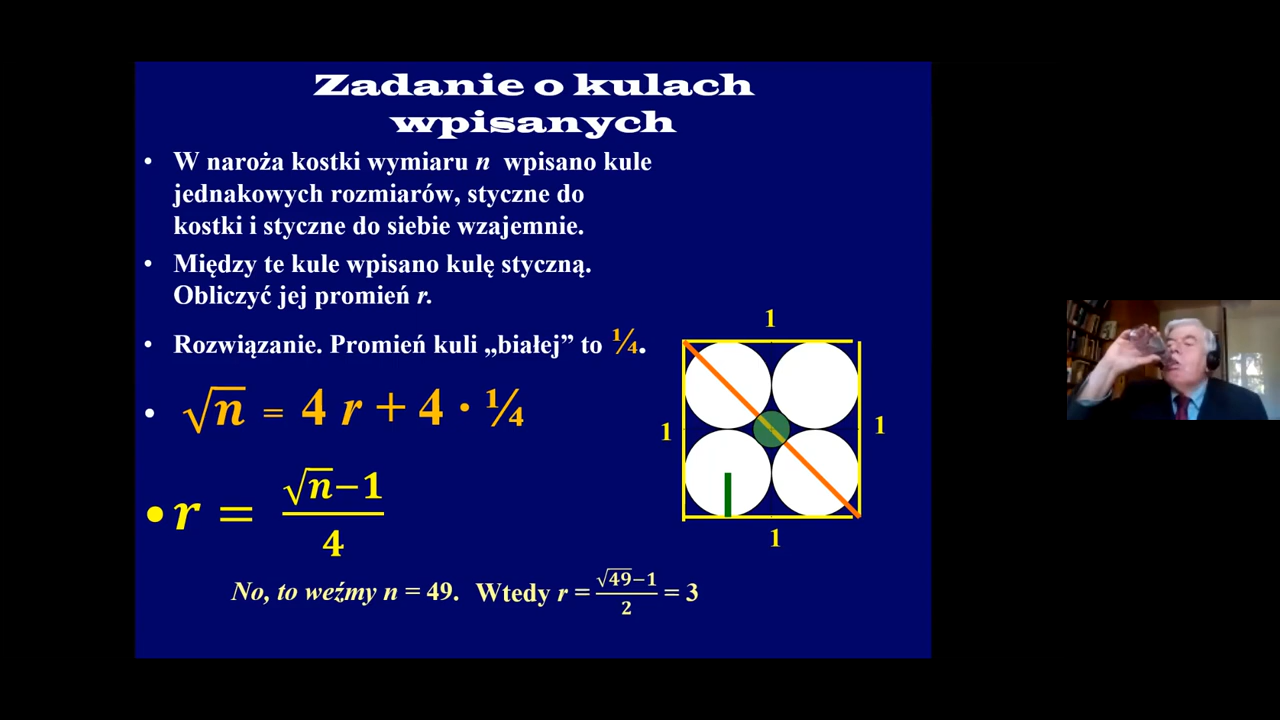 Zadanie o kulach
wpisanych
• W naroża kostki wymiaru n wpisano kule
jednakowych rozmiarów, styczne do
kostki i styczne do siebie wzajemnie.
• Między te kule wpisano kulę styczną.
Obliczyć jej promień r.
• Rozwiązanie. Promień kuli „białej” to ¼.
• √n = 4 r + 4 · ¼
• r = (√n−1)/4
No, to weźmy n = 49. Wtedy r = (√49−1)/2 = 3
1
1
1
1